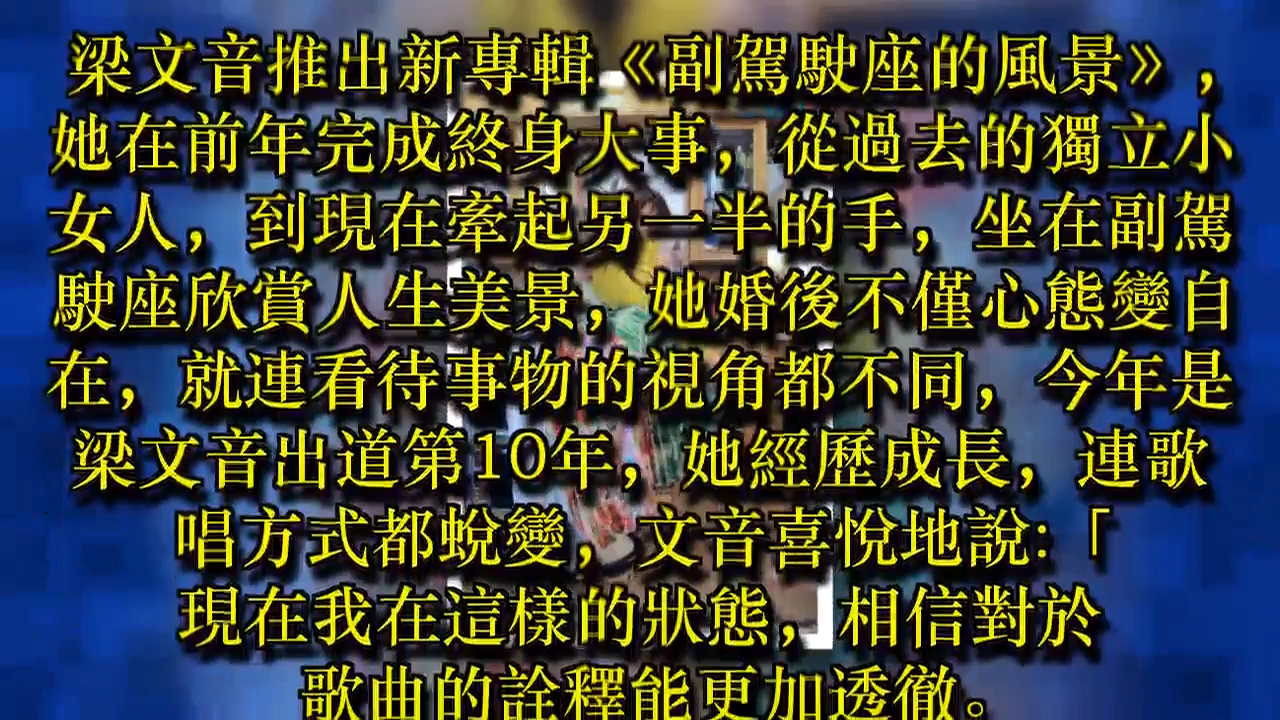 梁文音推出新專輯《副駕駛座的風景》，
她在前年完成終身大事，從過去的獨立小
女人，到現在牽起另一半的手，坐在副駕
駛座欣賞人生美景，她婚後不僅心態變自
在，就連看待事物的視角都不同，今年是
梁文音出道第10年，她經歷成長，連歌
唱方式都蛻變，文音喜悅地說:「
現在我在這樣的狀態，相信對於
歌曲的詮釋能更加透徹。